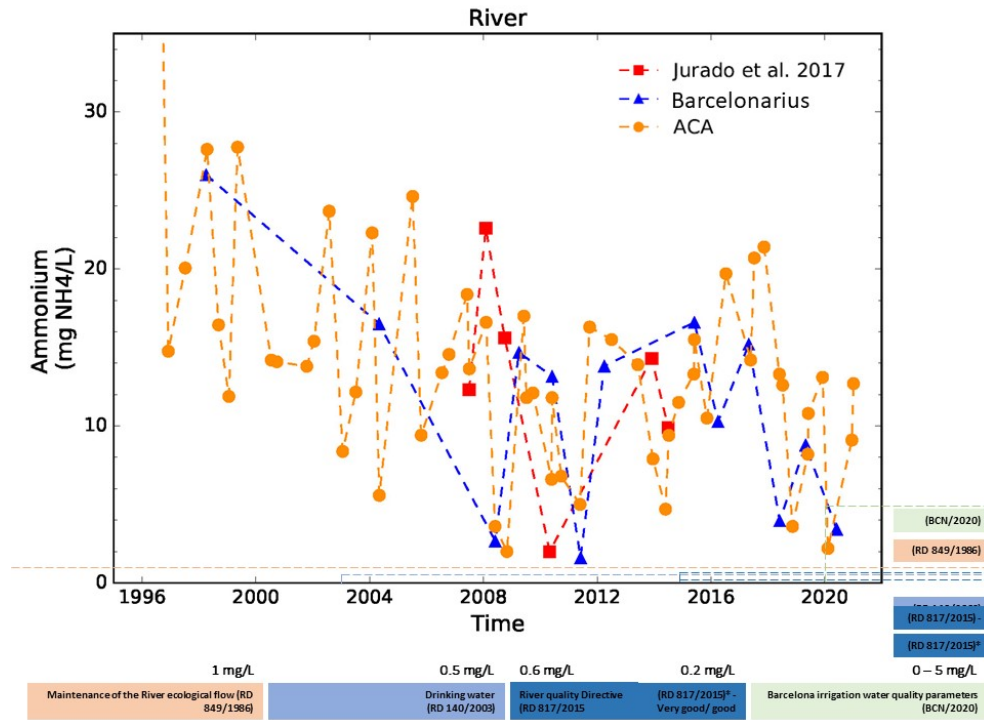 River
Jurado et al. 2017
Barcelonarius
ACA
Ammonium
(mg NH4/L)
30
20
10
0
1996
2000
2004
2008
2012
2016
2020
Time
(BCN/2020)
(RD 849/1986)
(RD 817/2015) -
(RD 817/2015)*
1 mg/L
0.5 mg/L
0.6 mg/L
0.2 mg/L
0 – 5 mg/L
Maintenance of the River ecological flow (RD
849/1986)
Drinking water
(RD 140/2003)
River quality Directive
(RD 817/2015
(RD 817/2015)* -
Very good/ good
Barcelona irrigation water quality parameters
(BCN/2020)